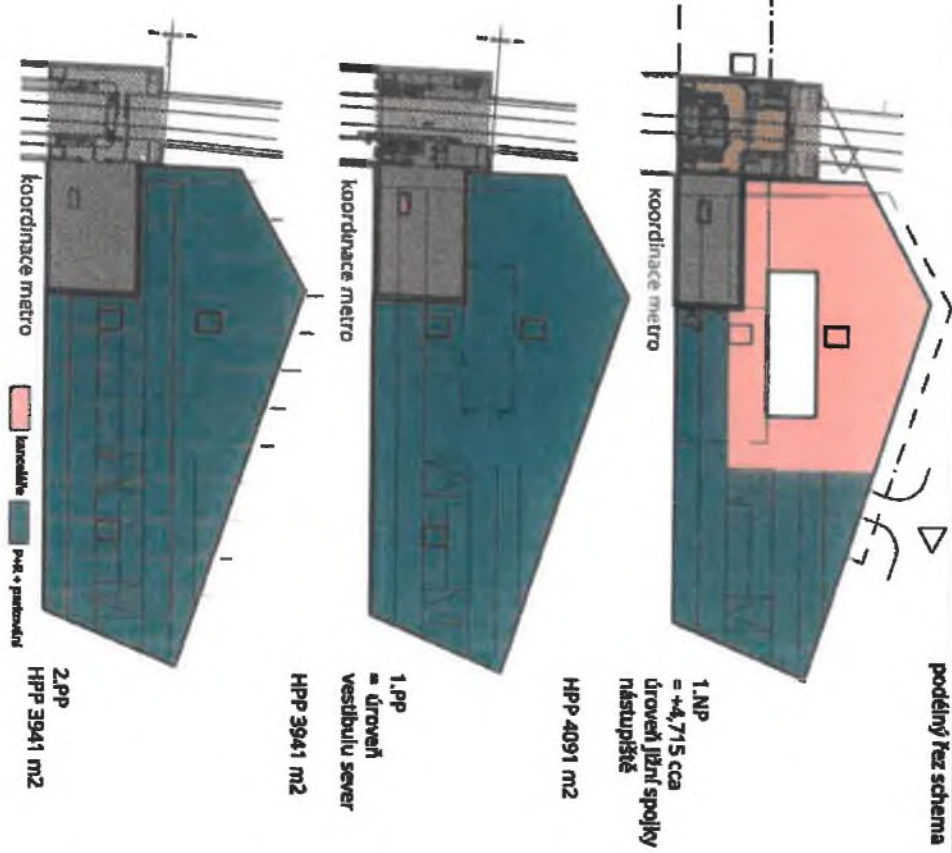 podélný řez schema
koordinace metro
1.NP
= +4,715 cca
úroveň jižní spojky
nástupiště
HPP 4091 m2
koordinace metro
1.PP
= úroveň
vestibulu sever
HPP 3941 m2
koordinace metro
kanceláře
P+R + parkování
2.PP
HPP 3941 m2